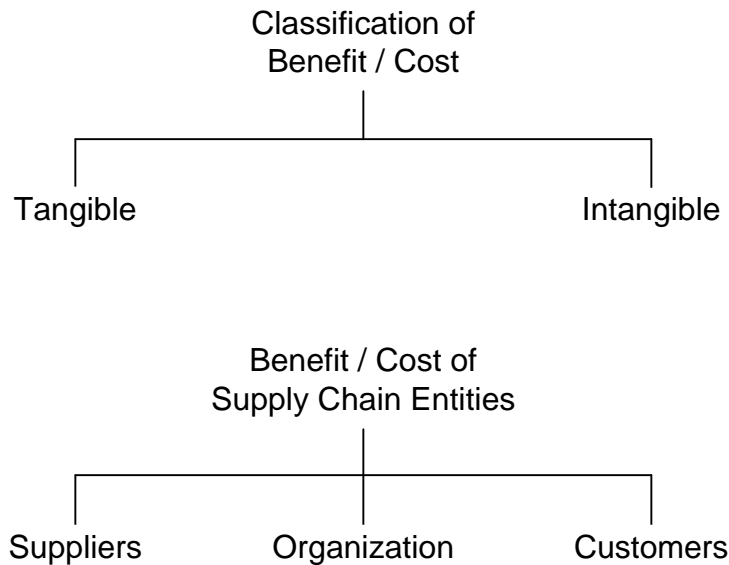 Classification of
Benefit / Cost
Tangible
Intangible
Benefit / Cost of
Supply Chain Entities
Suppliers
Organization
Customers